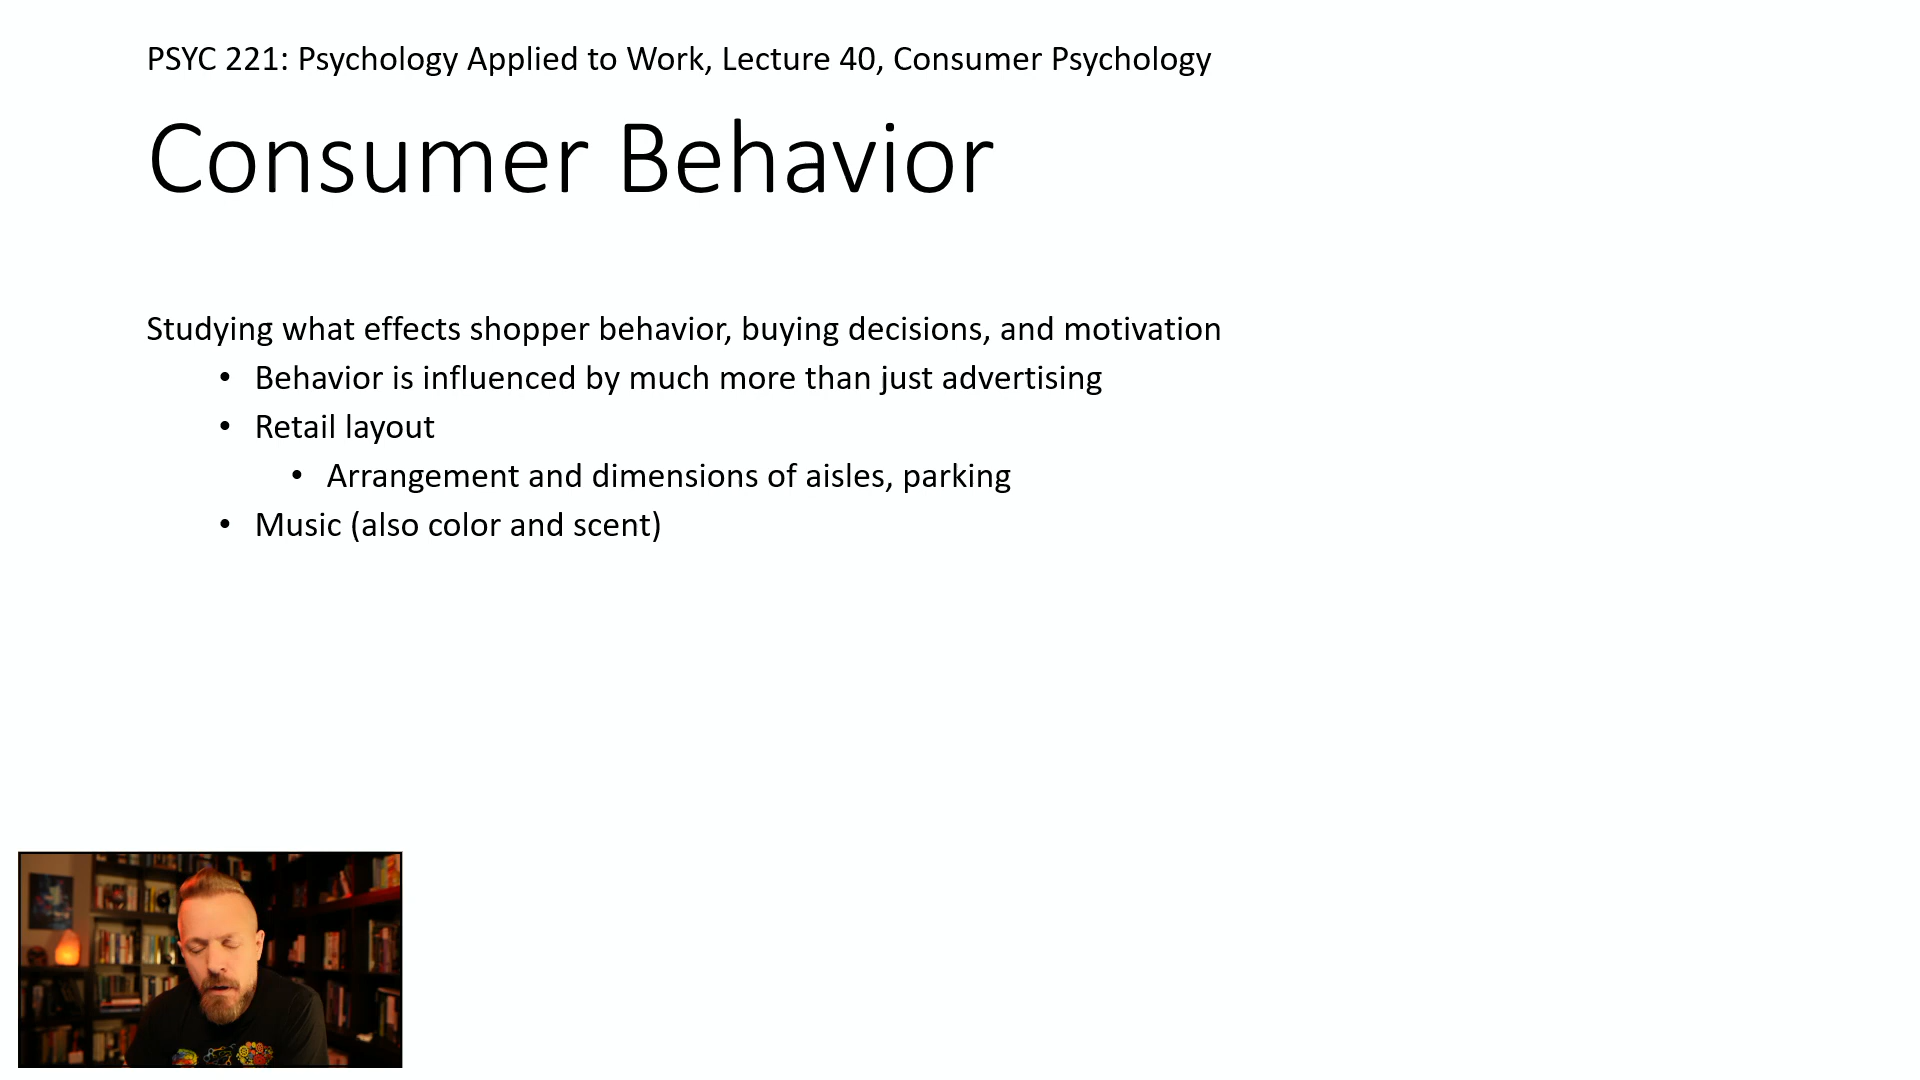 PSYC 221: Psychology Applied to Work, Lecture 40, Consumer Psychology
Consumer Behavior
Studying what effects shopper behavior, buying decisions, and motivation
• Behavior is influenced by much more than just advertising
• Retail layout
• Arrangement and dimensions of aisles, parking
• Music (also color and scent)